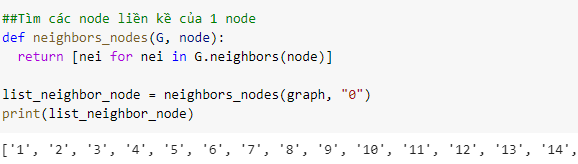 ##Tìm các node liền kề của 1 node
def neighbors_nodes(G, node):
  return [nei for nei in G.neighbors(node)]
list_neighbor_node = neighbors_nodes(graph, "0")
print(list_neighbor_node)
['1', '2', '3', '4', '5', '6', '7', '8', '9', '10', '11', '12', '13', '14',